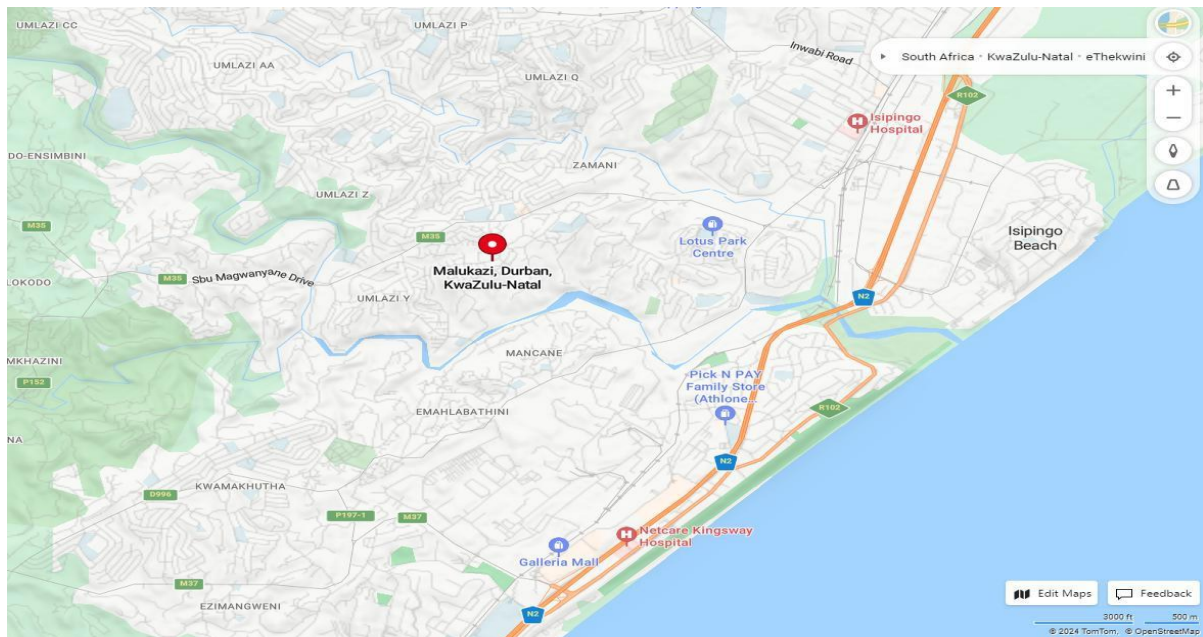 UMLAZI CC
UMLAZI P
Inwabi Road
South Africa · KwaZulu-Natal · eThekwini
UMLAZI AA
UMLAZI Q
R102
Isipingo
Hospital
DO-ENSIMBINI
ZAMANI
UMLAZI Z
M35
M35
Lotus Park
Centre
Isipingo
Beach
Malukazi, Durban,
KwaZulu-Natal
M35
Sbu Magwanyane Drive
LOKODO
UMLAZI Y
N2
MANCANE
MKHAZINI
P152
Pick N PAY
Family Store
(Athlone...
EMAHLABATHINI
R102
NA
N2
KWAMAKHUTHA
D996
P197-1
M37
Netcare Kingsway
Hospital
Galleria Mall
M37
EZIMANGWENI
N2
Edit Maps
Feedback
3000 ft
500 m
© 2024 TomTom, © OpenStreetMap